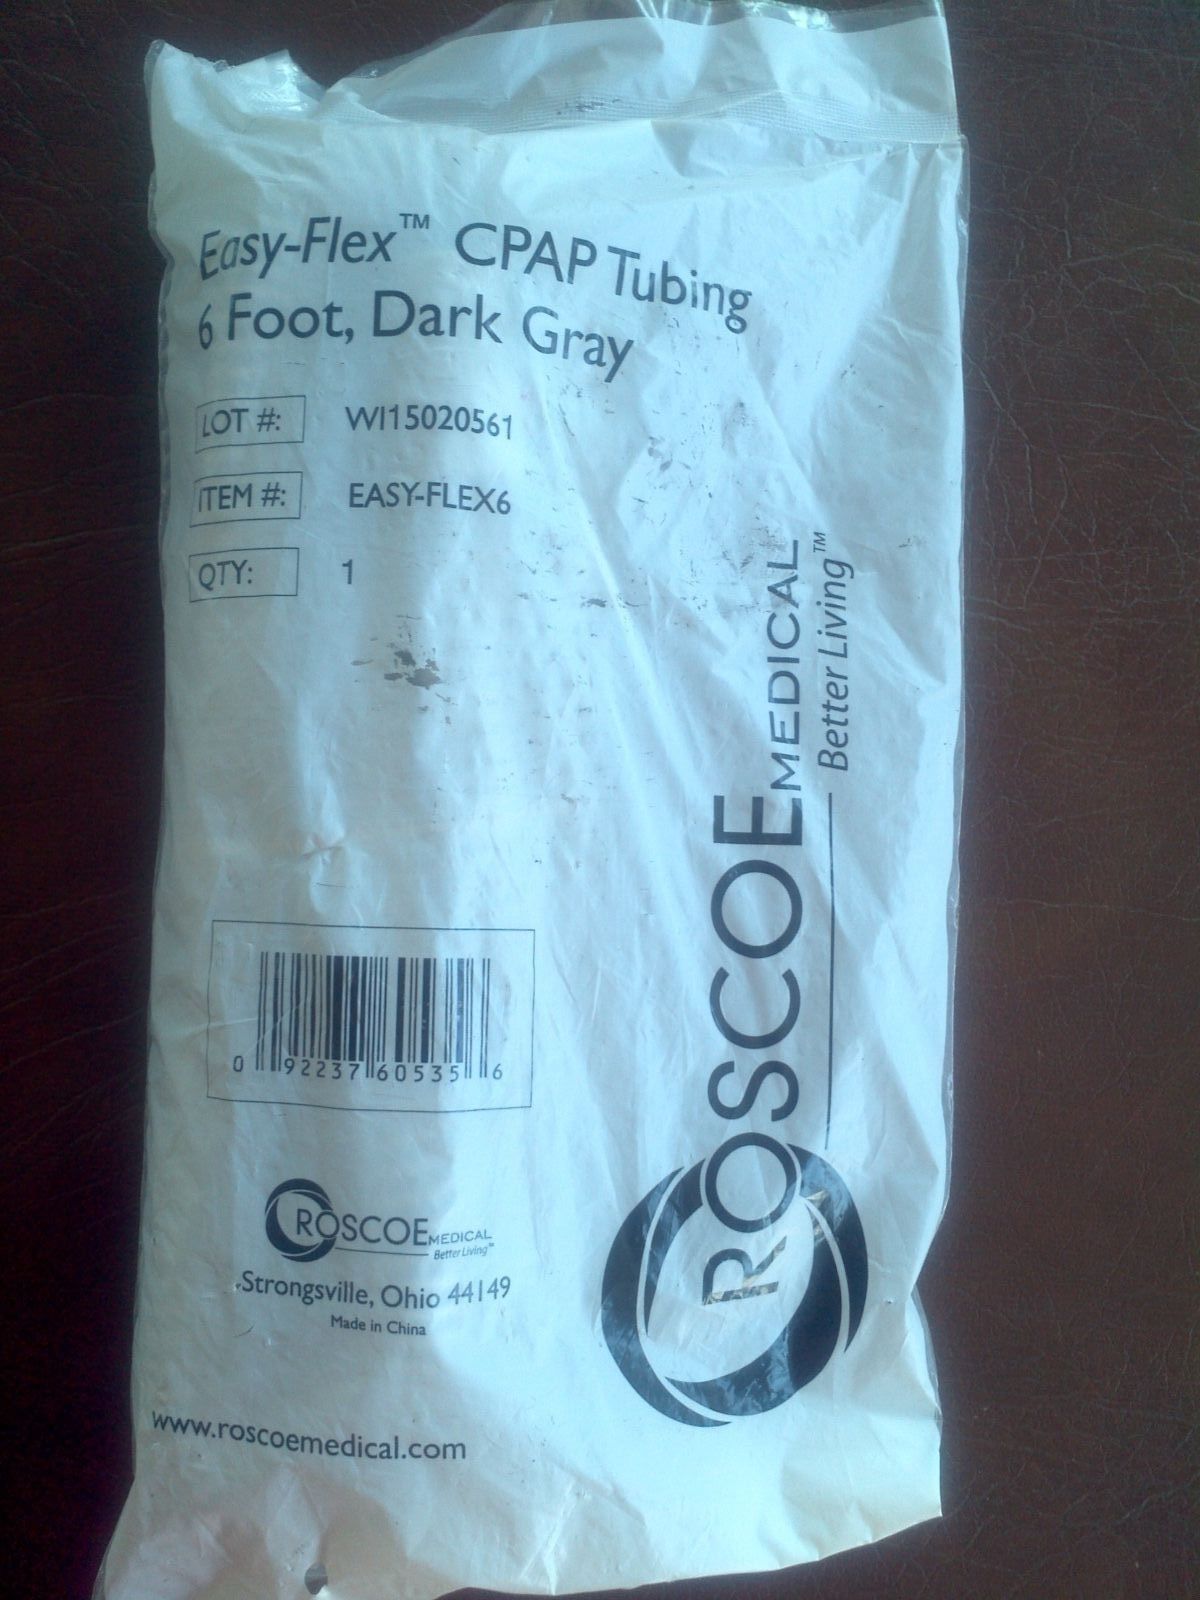 Easy-Flex™ CPAP Tubing
6 Foot, Dark Gray
LOT #: WI15020561
ITEM #: EASY-FLEX6
QTY: 1
ROSCOE MEDICAL
Better Living™
0 92237 60535 6
ROSCOE MEDICAL
Better Living™
Strongsville, Ohio 44149
Made in China
www.roscoemedical.com